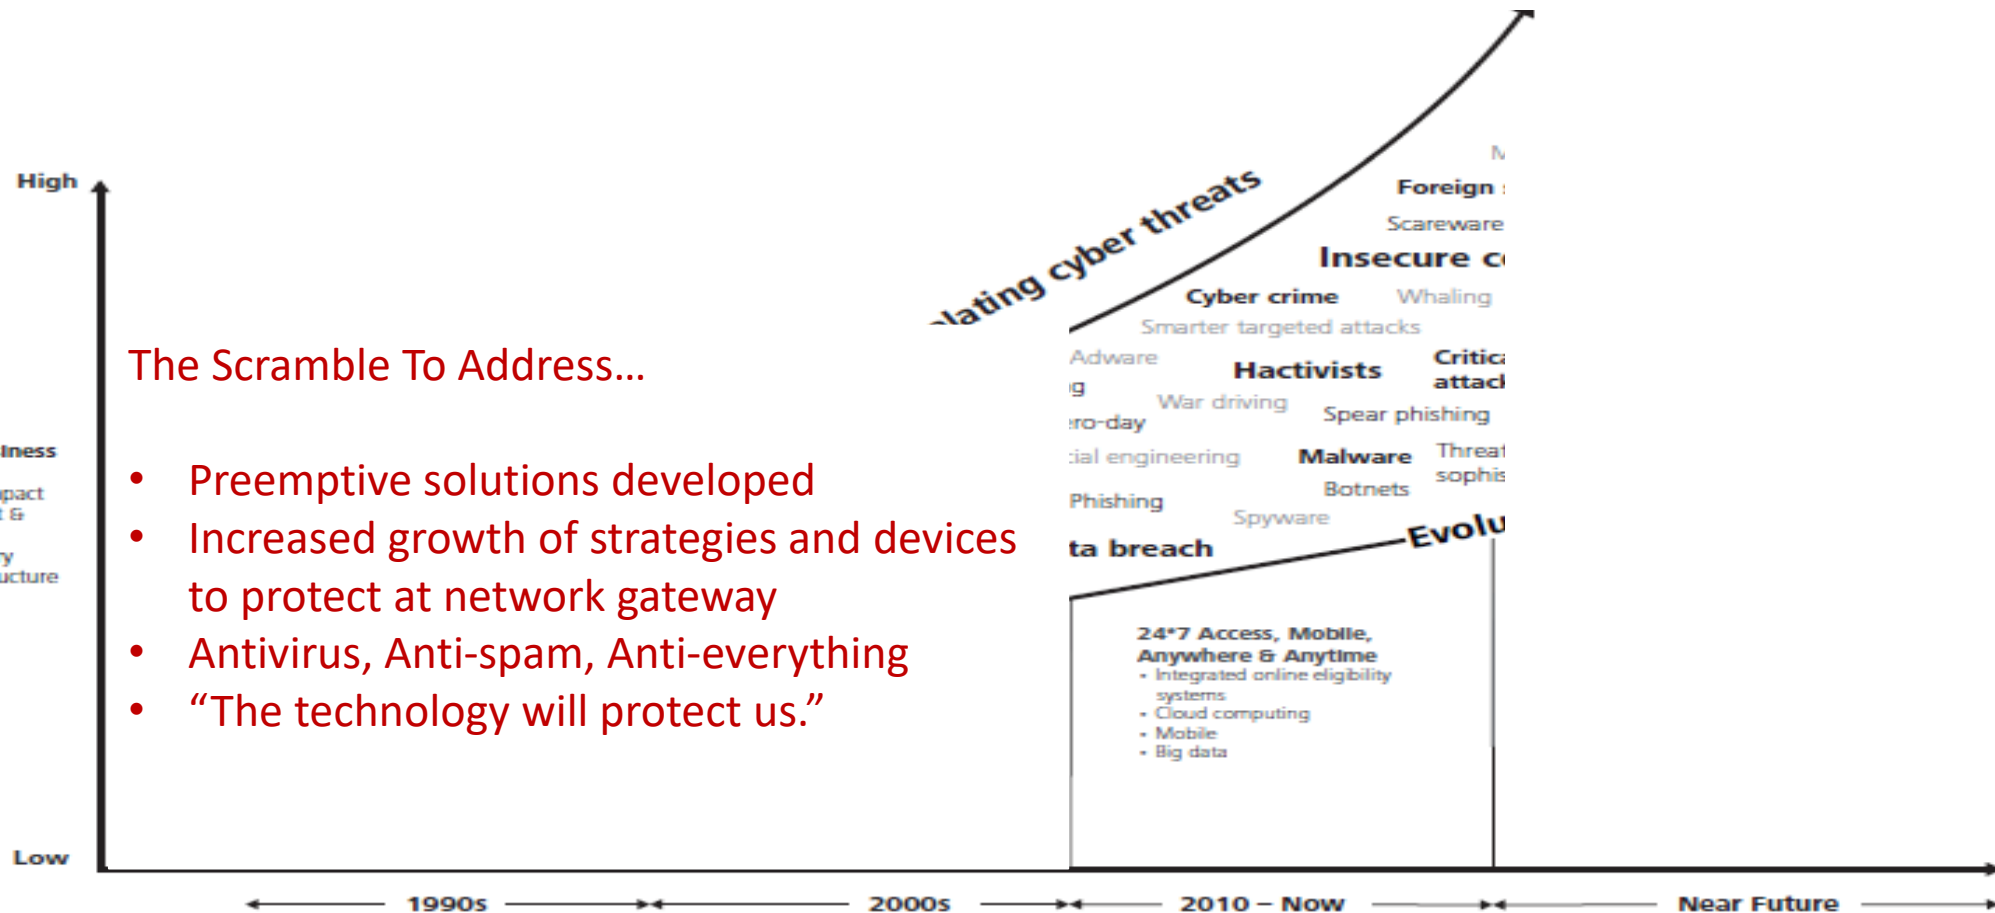 High
Low
The Scramble To Address...
• Preemptive solutions developed
• Increased growth of strategies and devices
to protect at network gateway
• Antivirus, Anti-spam, Anti-everything
• “The technology will protect us.”
cyber threats
Foreign
Scareware
Insecure
Cyber crime
Whaling
Smarter targeted attacks
Adware
Hactivists
War driving
Spear phishing
engineering
Malware
Botnets
Phishing
Spyware
breach
24*7 Access, Mobile,
Anywhere & Anytime
• Integrated online eligibility
systems
• Cloud computing
• Mobile
• Big data
1990s
2000s
2010 – Now
Near Future